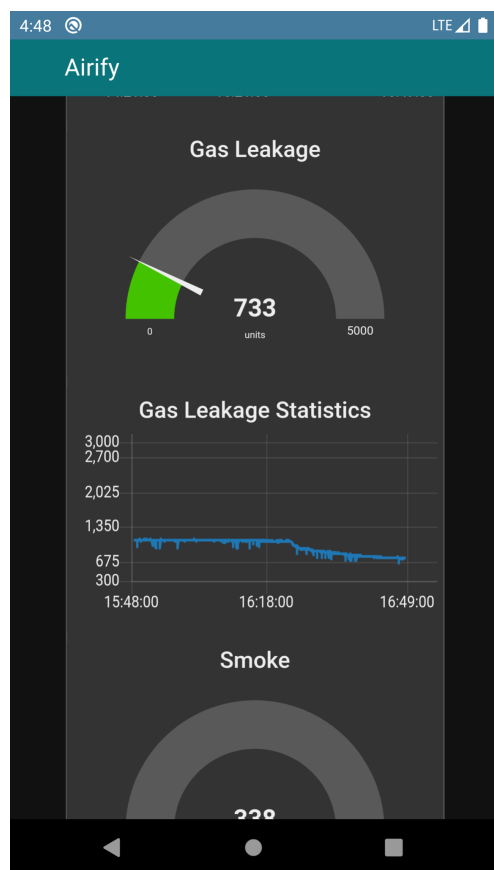 4:48 LTE
Airify
Gas Leakage
733
0 units 5000
Gas Leakage Statistics
3,000
2,700
2,025
1,350
675
300
15:48:00 16:18:00 16:49:00
Smoke
338